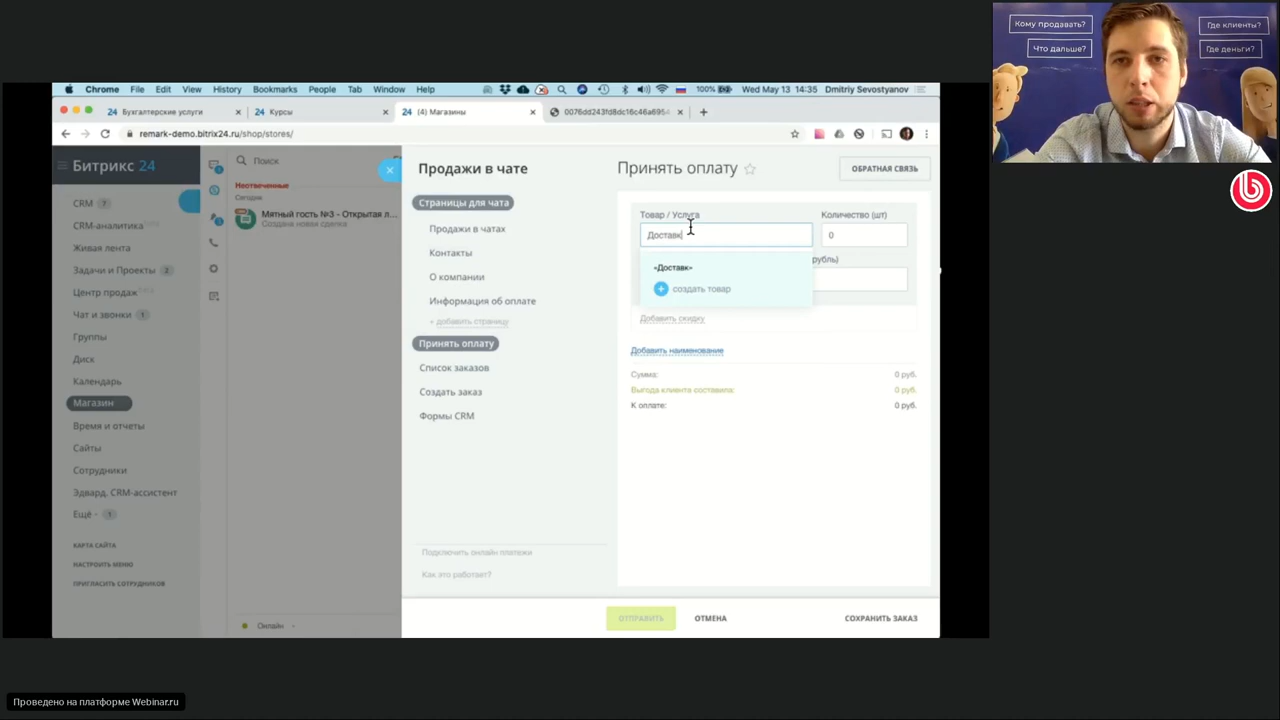 Кому продавать?
Где клиенты?
Что дальше?
Где деньги?
Chrome File Edit View History Bookmarks People Tab Window Help
100% Wed May 13 14:35 Dmitriy Sevostyanov
24 Бухгалтерские услуги
24 Курсы
24 (4) Магазины
0076dd243fd8dc16c46a6954
remark-demo.bitrix24.ru/shop/stores/
Битрикс 24
CRM 7
CRM-аналитика
Живая лента
Задачи и Проекты 2
Центр продаж
Чат и звонки 1
Группы
Диск
Календарь
Магазин
Время и отчеты
Сайты
Сотрудники
Эдвард. CRM-ассистент
Ещё - 1
КАРТА САЙТА
НАСТРОИТЬ МЕНЮ
ПРИГЛАСИТЬ СОТРУДНИКОВ
Поиск
Неотвеченные
Сегодня
Мятный гость №3 - Открытая л...
Создана новая сделка
Онлайн
Продажи в чате
Страницы для чата
Продажи в чатах
Контакты
О компании
Информация об оплате
+ добавить страницу
Принять оплату
Список заказов
Создать заказ
Формы CRM
Подключить онлайн платежи
Как это работает?
Принять оплату
ОБРАТНАЯ СВЯЗЬ
Товар / Услуга
Количество (шт)
Доставк
0
«Доставк»
рубль)
+ создать товар
Добавить скидку
Добавить наименование
Сумма: 0 руб.
Выгода клиента составила: 0 руб.
К оплате: 0 руб.
ОТПРАВИТЬ
ОТМЕНА
СОХРАНИТЬ ЗАКАЗ
Проведено на платформе Webinar.ru